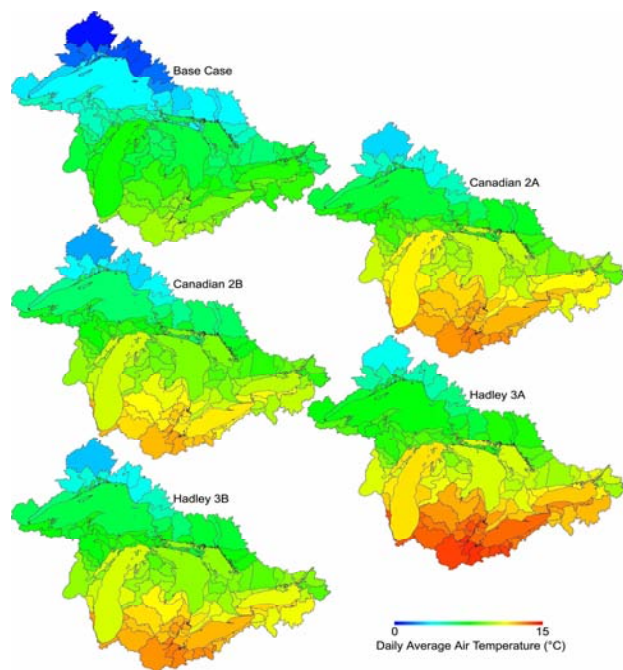 Base Case
Canadian 2A
Canadian 2B
Hadley 3A
Hadley 3B
0 15
Daily Average Air Temperature (°C)